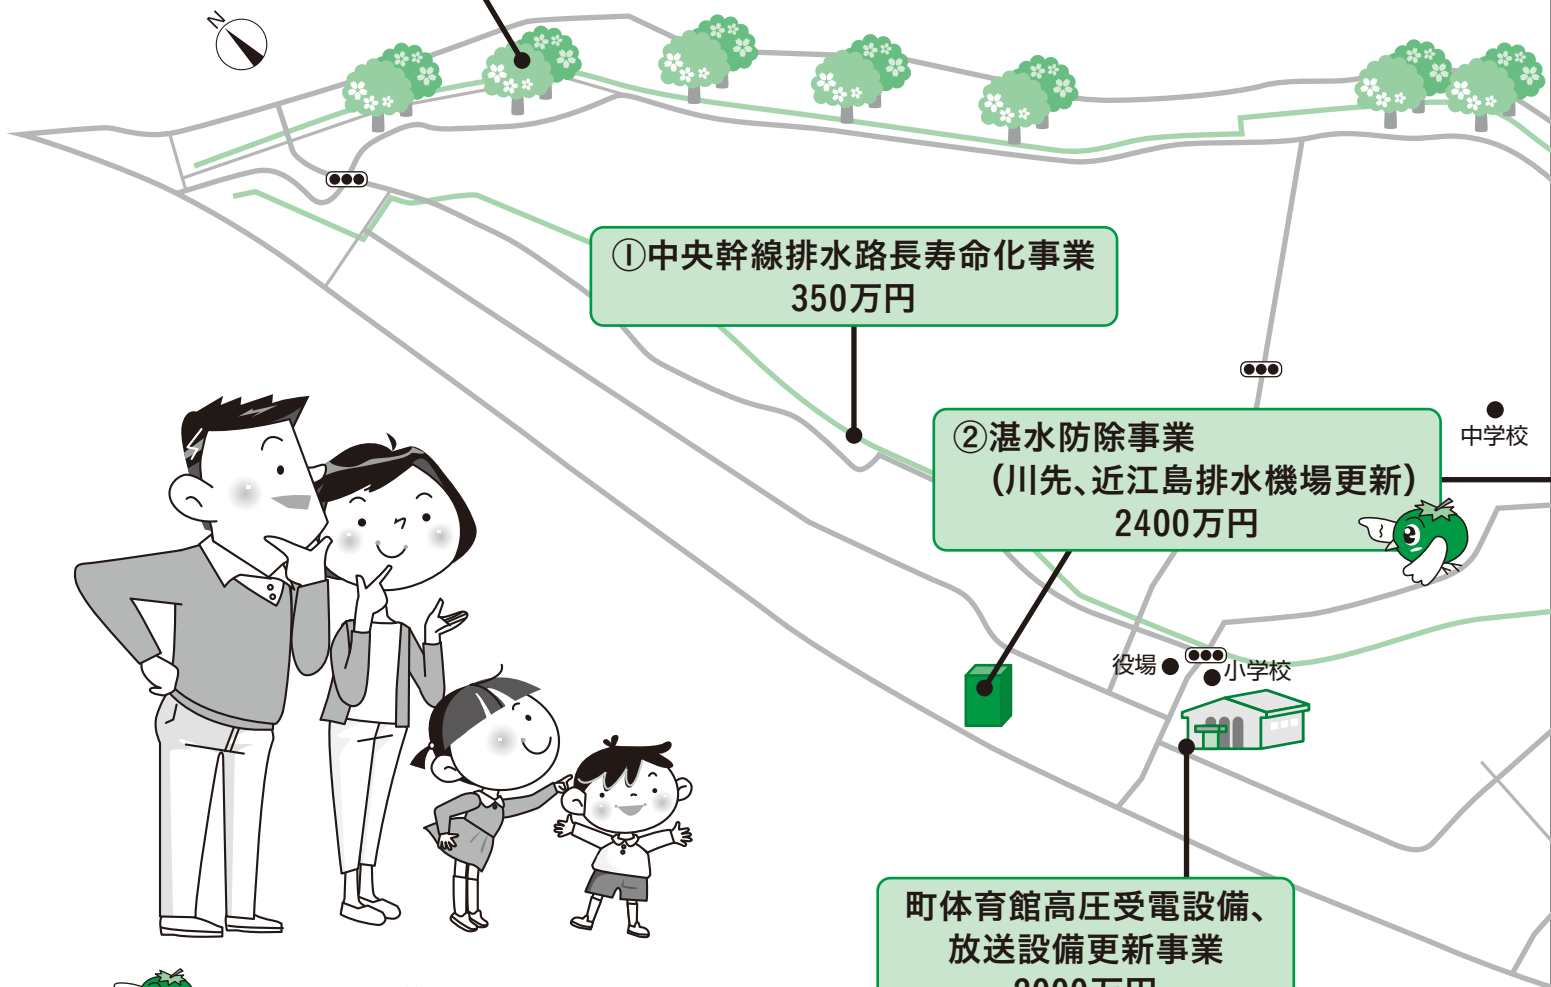 N
①中央幹線排水路長寿命化事業
350万円
②湛水防除事業
(川先、近江島排水機場更新)
2400万円
中学校
役場
小学校
町体育館高圧受電設備、
放送設備更新事業